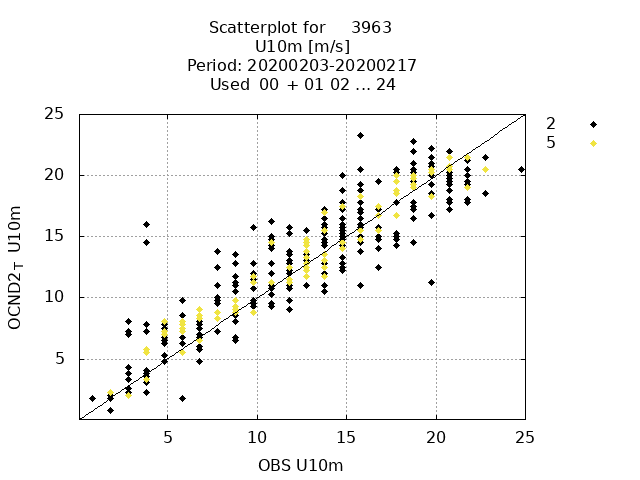 Scatterplot for 3963
U10m [m/s]
Period: 20200203-20200217
Used 00 + 01 02 ... 24
25
20
15
10
5
5
10
15
20
25
OCND2T U10m
OBS U10m
2
5